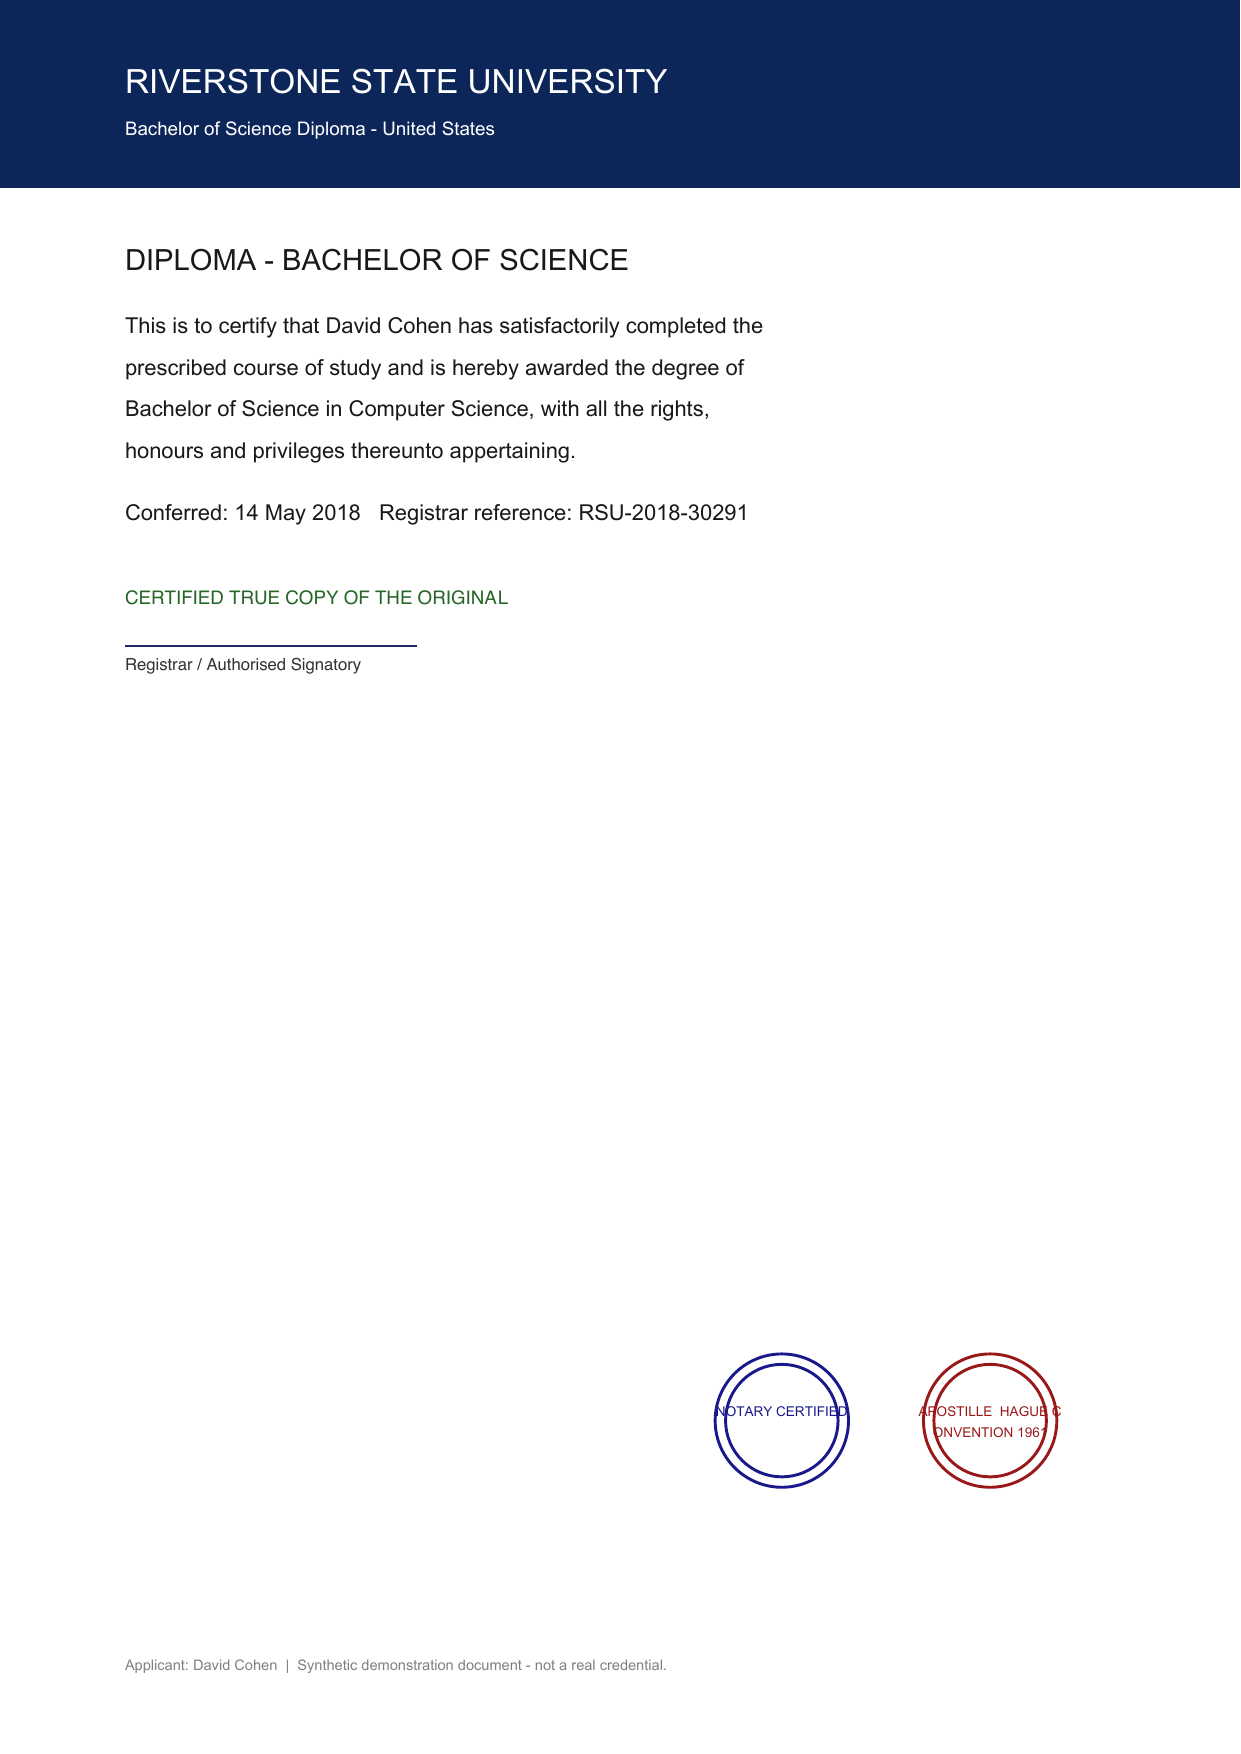 RIVERSTONE STATE UNIVERSITY
Bachelor of Science Diploma - United States
DIPLOMA - BACHELOR OF SCIENCE
This is to certify that David Cohen has satisfactorily completed the
prescribed course of study and is hereby awarded the degree of
Bachelor of Science in Computer Science, with all the rights,
honours and privileges thereunto appertaining.
Conferred: 14 May 2018   Registrar reference: RSU-2018-30291
CERTIFIED TRUE COPY OF THE ORIGINAL
Registrar / Authorised Signatory
NOTARY CERTIFIED
APOSTILLE  HAGUE C
ONVENTION 1961
Applicant: David Cohen  |  Synthetic demonstration document - not a real credential.